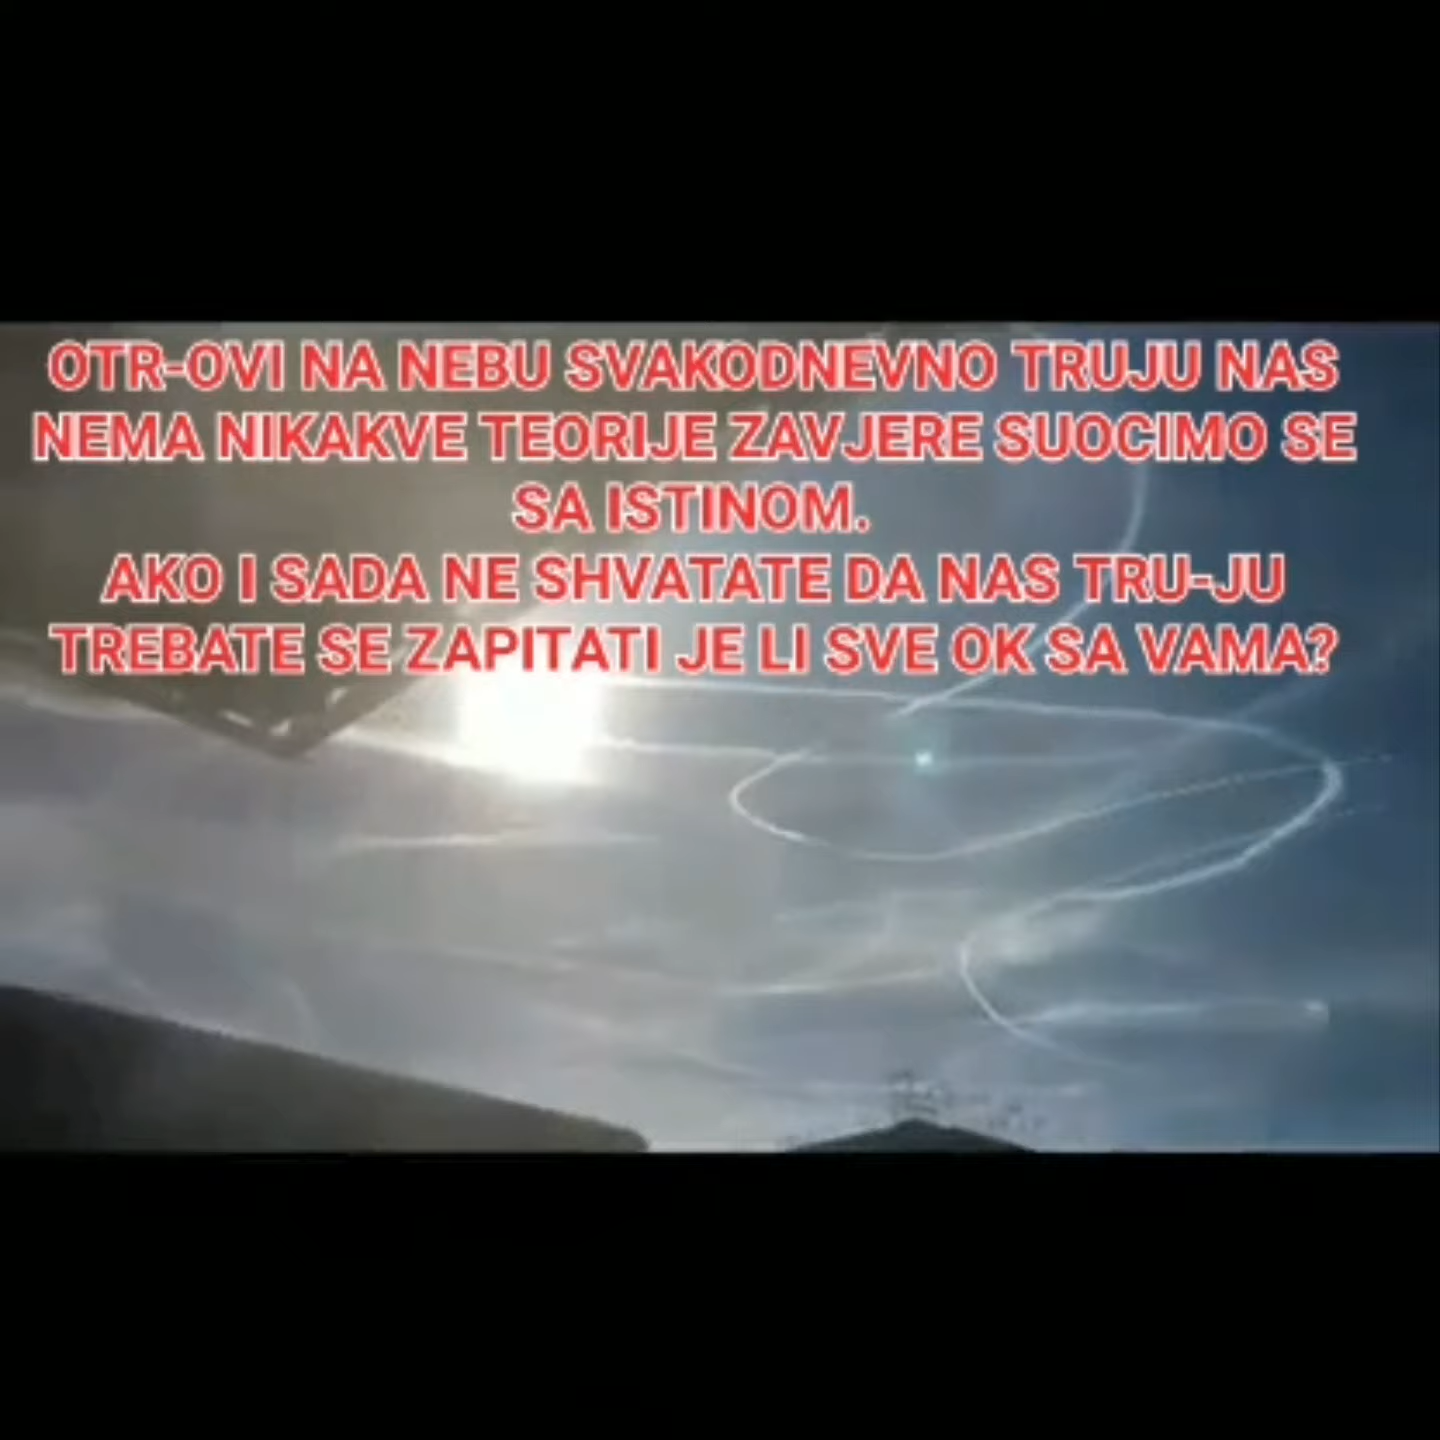 OTR-OVI NA NEBU SVAKODNEVNO TRUJU NAS
NEMA NIKAKVE TEORIJE ZAVJERE SUOCIMO SE
SA ISTINOM.
AKO I SADA NE SHVATATE DA NAS TRU-JU
TREBATE SE ZAPITATI JE LI SVE OK SA VAMA?